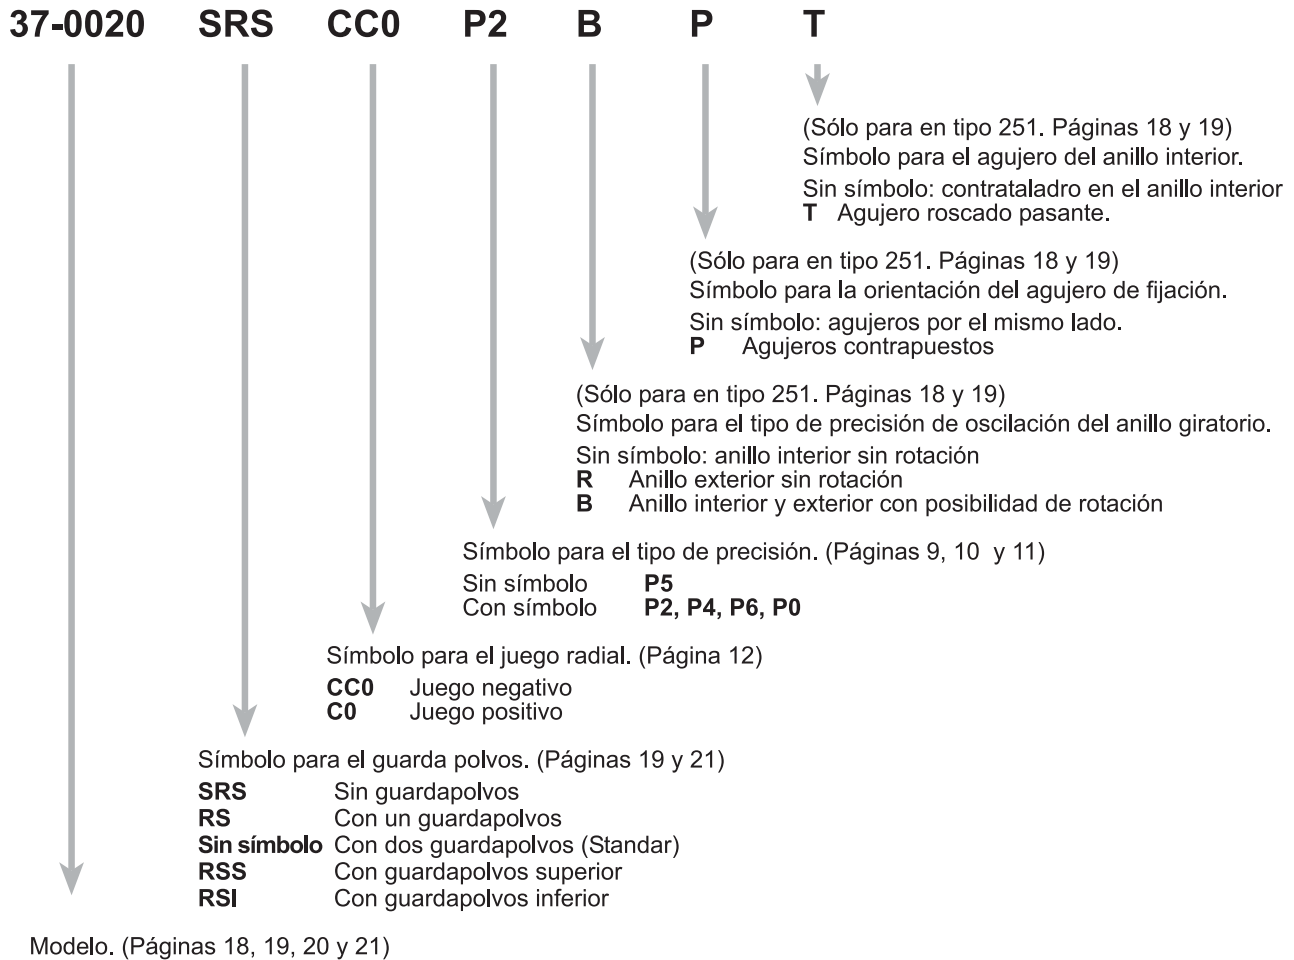 37-0020 SRS CC0 P2 B P T
(Sólo para en tipo 251. Páginas 18 y 19)
Símbolo para el agujero del anillo interior.
Sin símbolo: contrataladro en el anillo interior
T Agujero roscado pasante.
(Sólo para en tipo 251. Páginas 18 y 19)
Símbolo para la orientación del agujero de fijación.
Sin símbolo: agujeros por el mismo lado.
P Agujeros contrapuestos
(Sólo para en tipo 251. Páginas 18 y 19)
Símbolo para el tipo de precisión de oscilación del anillo giratorio.
Sin símbolo: anillo interior sin rotación
R Anillo exterior sin rotación
B Anillo interior y exterior con posibilidad de rotación
Símbolo para el tipo de precisión. (Páginas 9, 10 y 11)
Sin símbolo P5
Con símbolo P2, P4, P6, P0
Símbolo para el juego radial. (Página 12)
CC0 Juego negativo
C0 Juego positivo
Símbolo para el guarda polvos. (Páginas 19 y 21)
SRS Sin guardapolvos
RS Con un guardapolvos
Sin símbolo Con dos guardapolvos (Standar)
RSS Con guardapolvos superior
RSI Con guardapolvos inferior
Modelo. (Páginas 18, 19, 20 y 21)